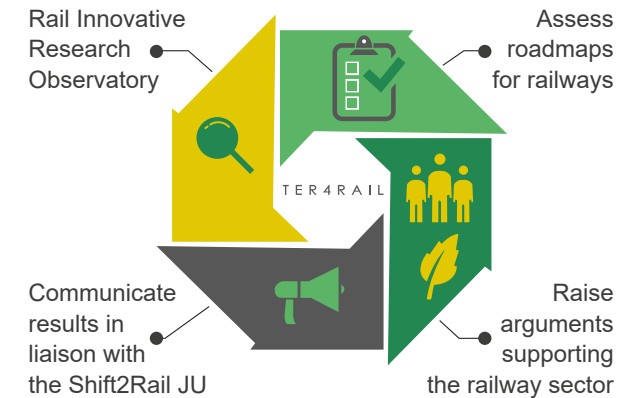 Rail Innovative
Research
Observatory
Assess
roadmaps
for railways
TER4RAIL
Communicate
results in
liaison with
the Shift2Rail JU
Raise
arguments
supporting
the railway sector